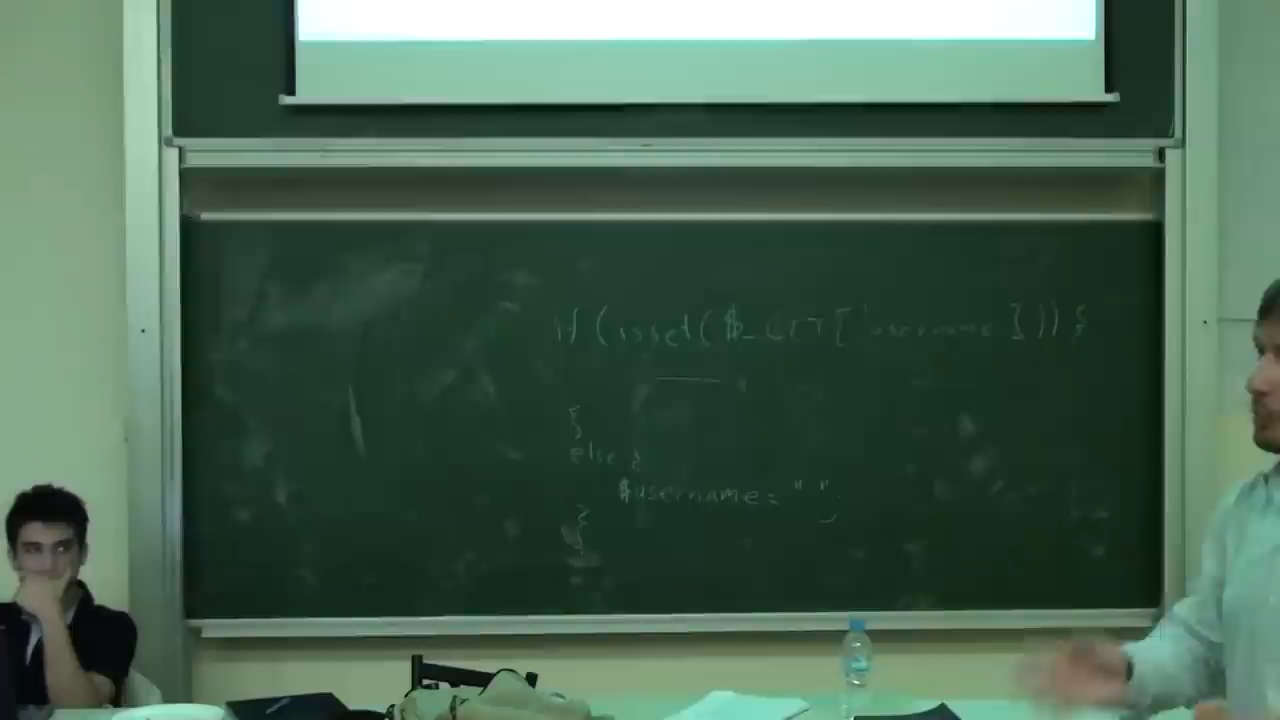 if (isset($_GET['username'])) {
}
else {
$username = "";
}